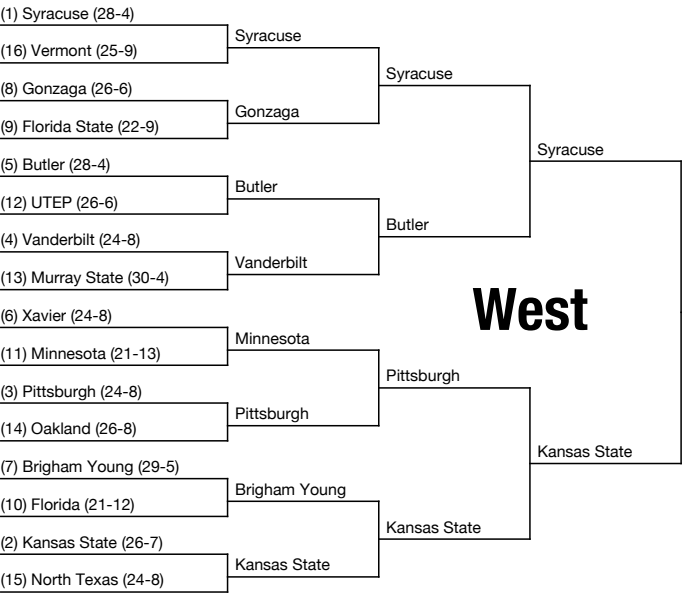 (1) Syracuse (28-4)
(16) Vermont (25-9)
(8) Gonzaga (26-6)
(9) Florida State (22-9)
(5) Butler (28-4)
(12) UTEP (26-6)
(4) Vanderbilt (24-8)
(13) Murray State (30-4)
(6) Xavier (24-8)
(11) Minnesota (21-13)
(3) Pittsburgh (24-8)
(14) Oakland (26-8)
(7) Brigham Young (29-5)
(10) Florida (21-12)
(2) Kansas State (26-7)
(15) North Texas (24-8)
Syracuse
Gonzaga
Butler
Vanderbilt
Minnesota
Pittsburgh
Brigham Young
Kansas State
Syracuse
Butler
Pittsburgh
Kansas State
Syracuse
Kansas State
West